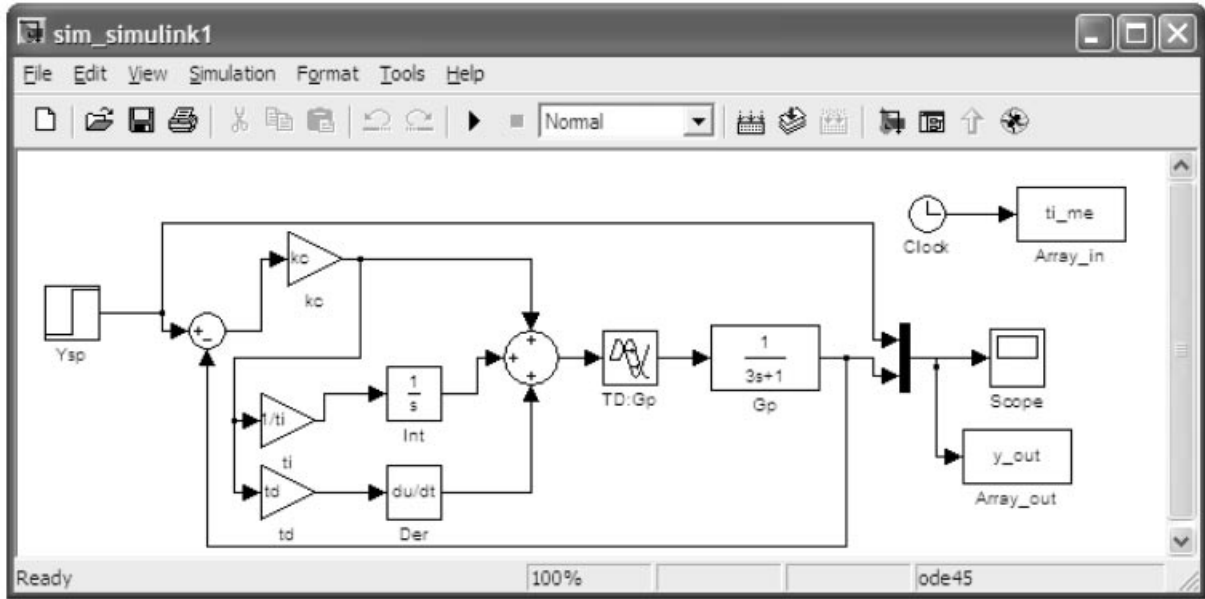 sim_simulink1
File Edit View Simulation Format Tools Help
Normal
ti_me
Clock
Array_in
kc
kc
Ysp
+
−
+
+
+
1
3s+1
TD:Gp
Gp
Scope
1/ti
1
s
Int
ti
y_out
Array_out
td
du/dt
td
Der
Ready 100% ode45